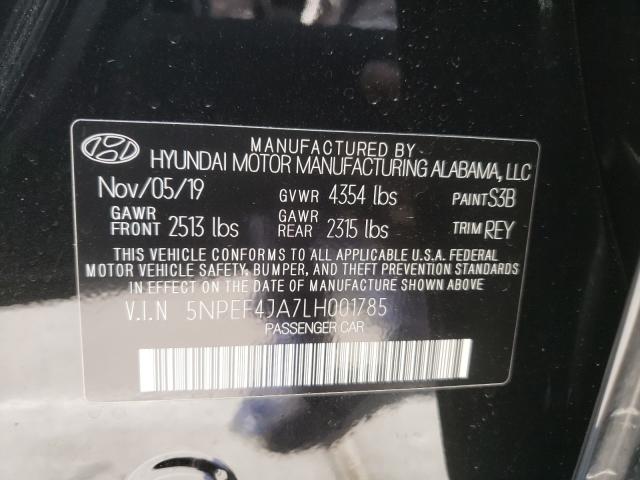 MANUFACTURED BY
HYUNDAI MOTOR MANUFACTURING ALABAMA, LLC
Nov/05/19 GVWR 4354 lbs PAINT S3B
GAWR FRONT 2513 lbs GAWR REAR 2315 lbs TRIM REY
THIS VEHICLE CONFORMS TO ALL APPLICABLE U.S.A. FEDERAL
MOTOR VEHICLE SAFETY, BUMPER, AND THEFT PREVENTION STANDARDS
IN EFFECT ON THE DATE OF MANUFACTURE SHOWN ABOVE.
V.I.N 5NPEF4JA7LH001785
PASSENGER CAR